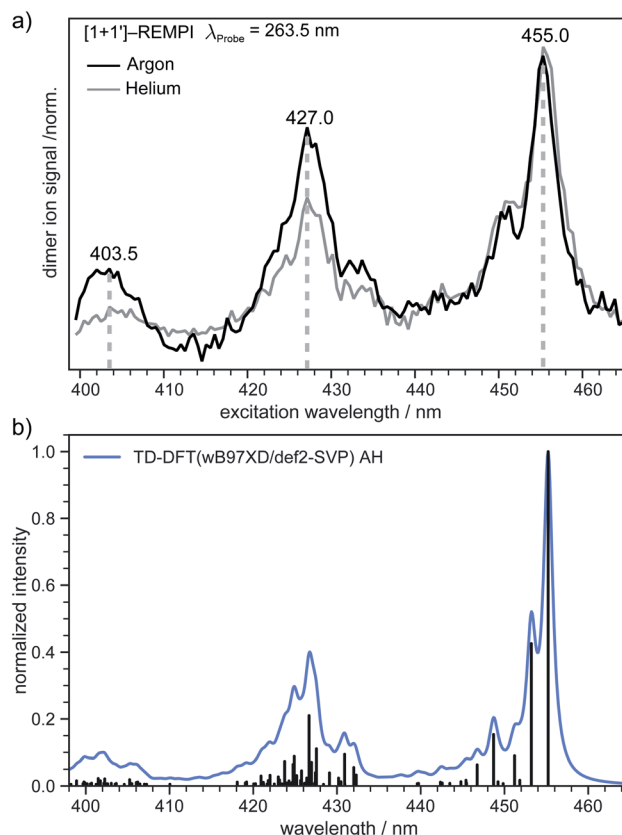 a)
[1+1']–REMPI λProbe = 263.5 nm
Argon
Helium
455.0
427.0
403.5
dimer ion signal /norm.
400 410 420 430 440 450 460
excitation wavelength / nm
b)
TD-DFT(wB97XD/def2-SVP) AH
1.0
0.8
0.6
0.4
0.2
0.0
normalized intensity
400 410 420 430 440 450 460
wavelength / nm